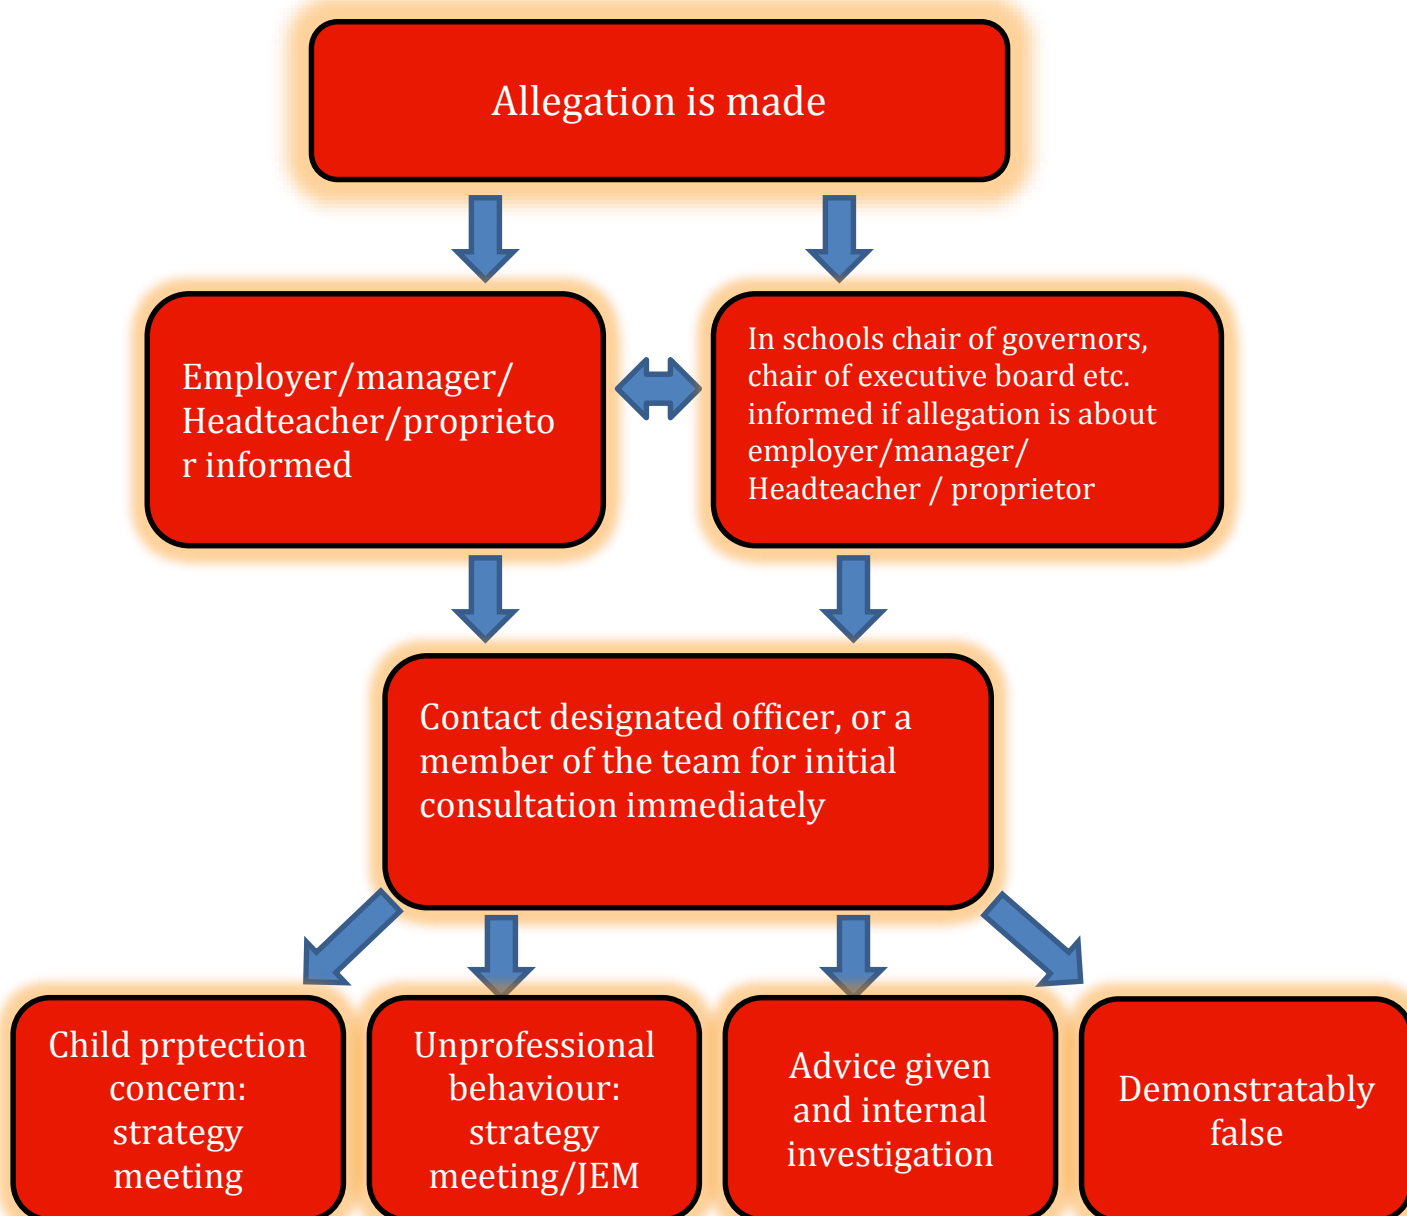 Allegation is made
Employer/manager/
Headteacher/proprieto
r informed
In schools chair of governors,
chair of executive board etc.
informed if allegation is about
employer/manager/
Headteacher / proprietor
Contact designated officer, or a
member of the team for initial
consultation immediately
Child prptection
concern:
strategy
meeting
Unprofessional
behaviour:
strategy
meeting/JEM
Advice given
and internal
investigation
Demonstratably
false